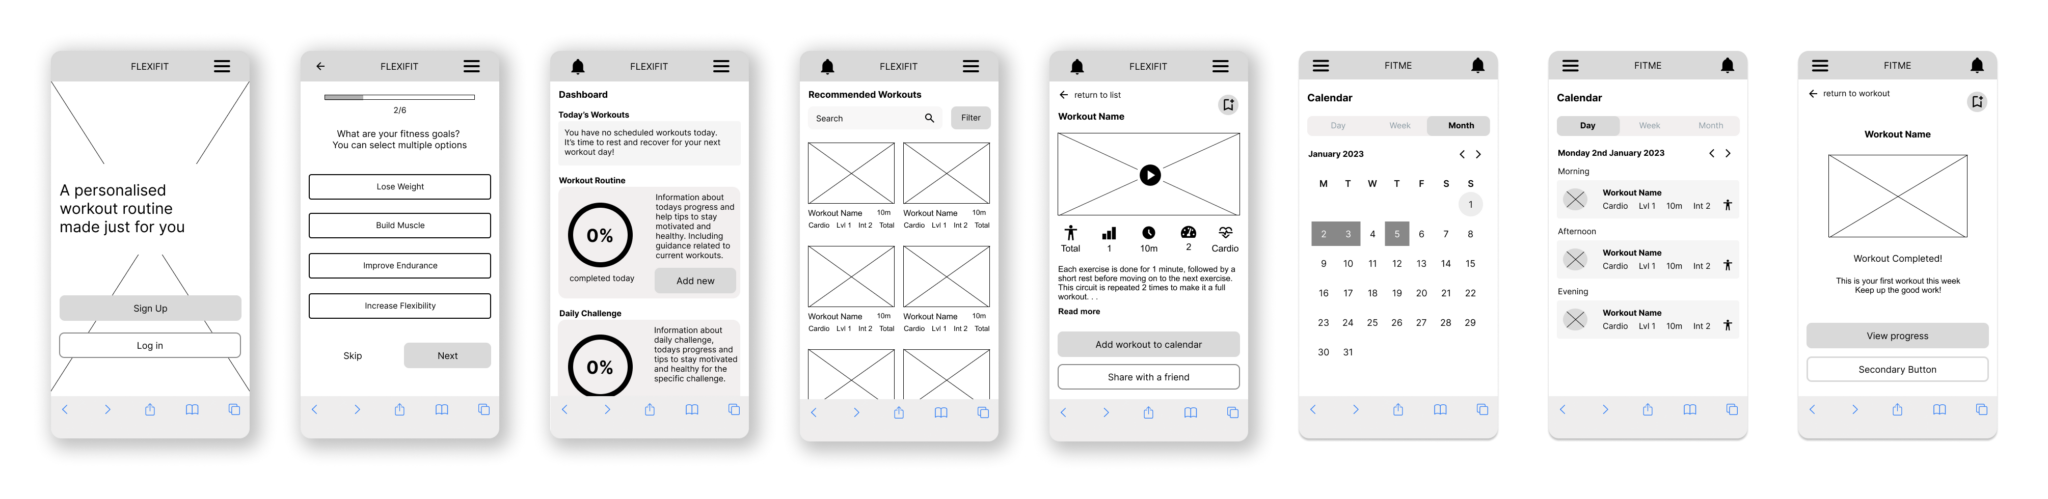 FLEXIFIT
A personalised
workout routine
made just for you
Sign Up
Log in
FLEXIFIT
2/6
What are your fitness goals?
You can select multiple options
Lose Weight
Build Muscle
Improve Endurance
Increase Flexibility
Skip
Next
FLEXIFIT
Dashboard
Today's Workouts
You have no scheduled workouts today.
It's time to rest and recover for your next
workout day!
Workout Routine
0%
completed today
Information about
todays progress and
help tips to stay
motivated and
healthy. Including
guidance related to
current workouts.
Add new
Daily Challenge
0%
Information about
daily challenge,
todays progress and
tips to stay motivated
and healthy for the
specific challenge.
FLEXIFIT
Recommended Workouts
Search
Filter
Workout Name 10m
Cardio Lvl 1 Int 2 Total
Workout Name 10m
Cardio Lvl 1 Int 2 Total
Workout Name 10m
Cardio Lvl 1 Int 2 Total
Workout Name 10m
Cardio Lvl 1 Int 2 Total
FLEXIFIT
return to list
Workout Name
Total 1 10m 2 Cardio
Each exercise is done for 1 minute, followed by a
short rest before moving on to the next exercise.
This circuit is repeated 2 times to make it a full
workout. . .
Read more
Add workout to calendar
Share with a friend
FITME
Calendar
Day Week Month
January 2023
M T W T F S S
1
2 3 4 5 6 7 8
9 10 11 12 13 14 15
16 17 18 19 20 21 22
23 24 25 26 27 28 29
30 31
FITME
Calendar
Day Week Month
Monday 2nd January 2023
Morning
Workout Name
Cardio Lvl 1 10m Int 2
Afternoon
Workout Name
Cardio Lvl 1 10m Int 2
Evening
Workout Name
Cardio Lvl 1 10m Int 2
FITME
return to workout
Workout Name
Workout Completed!
This is your first workout this week
Keep up the good work!
View progress
Secondary Button